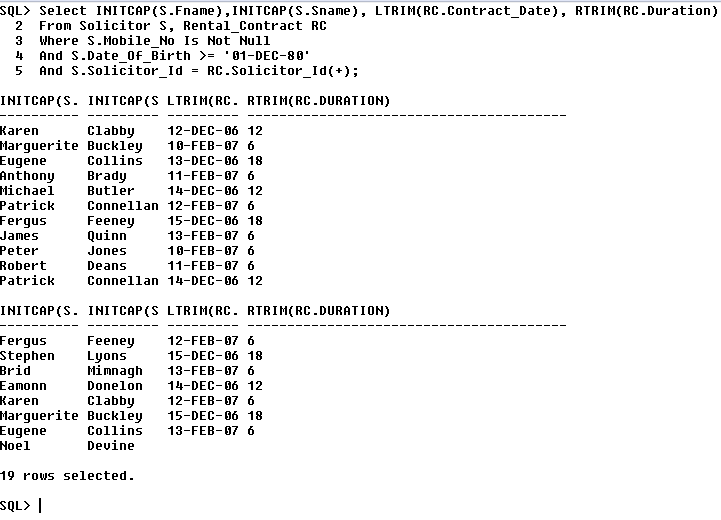 SQL> Select INITCAP(S.Fname),INITCAP(S.Sname), LTRIM(RC.Contract_Date), RTRIM(RC.Duration)
  2  From Solicitor S, Rental_Contract RC
  3  Where S.Mobile_No Is Not Null
  4  And S.Date_Of_Birth >= '01-DEC-80'
  5  And S.Solicitor_Id = RC.Solicitor_Id(+);
INITCAP(S. INITCAP(S LTRIM(RC. RTRIM(RC.DURATION)
---------- --------- --------- ----------------------------------------
Karen      Clabby    12-DEC-06 12
Marguerite Buckley   10-FEB-07 6
Eugene     Collins   13-DEC-06 18
Anthony    Brady     11-FEB-07 6
Michael    Butler    14-DEC-06 12
Patrick    Connellan 12-FEB-07 6
Fergus     Feeney    15-DEC-06 18
James      Quinn     13-FEB-07 6
Peter      Jones     10-FEB-07 6
Robert     Deans     11-FEB-07 6
Patrick    Connellan 14-DEC-06 12
INITCAP(S. INITCAP(S LTRIM(RC. RTRIM(RC.DURATION)
---------- --------- --------- ----------------------------------------
Fergus     Feeney    12-FEB-07 6
Stephen    Lyons     15-DEC-06 18
Brid       Mimnagh   13-FEB-07 6
Eamonn     Donelon   14-DEC-06 12
Karen      Clabby    12-FEB-07 6
Marguerite Buckley   15-DEC-06 18
Eugene     Collins   13-FEB-07 6
Noel       Devine
19 rows selected.
SQL> |